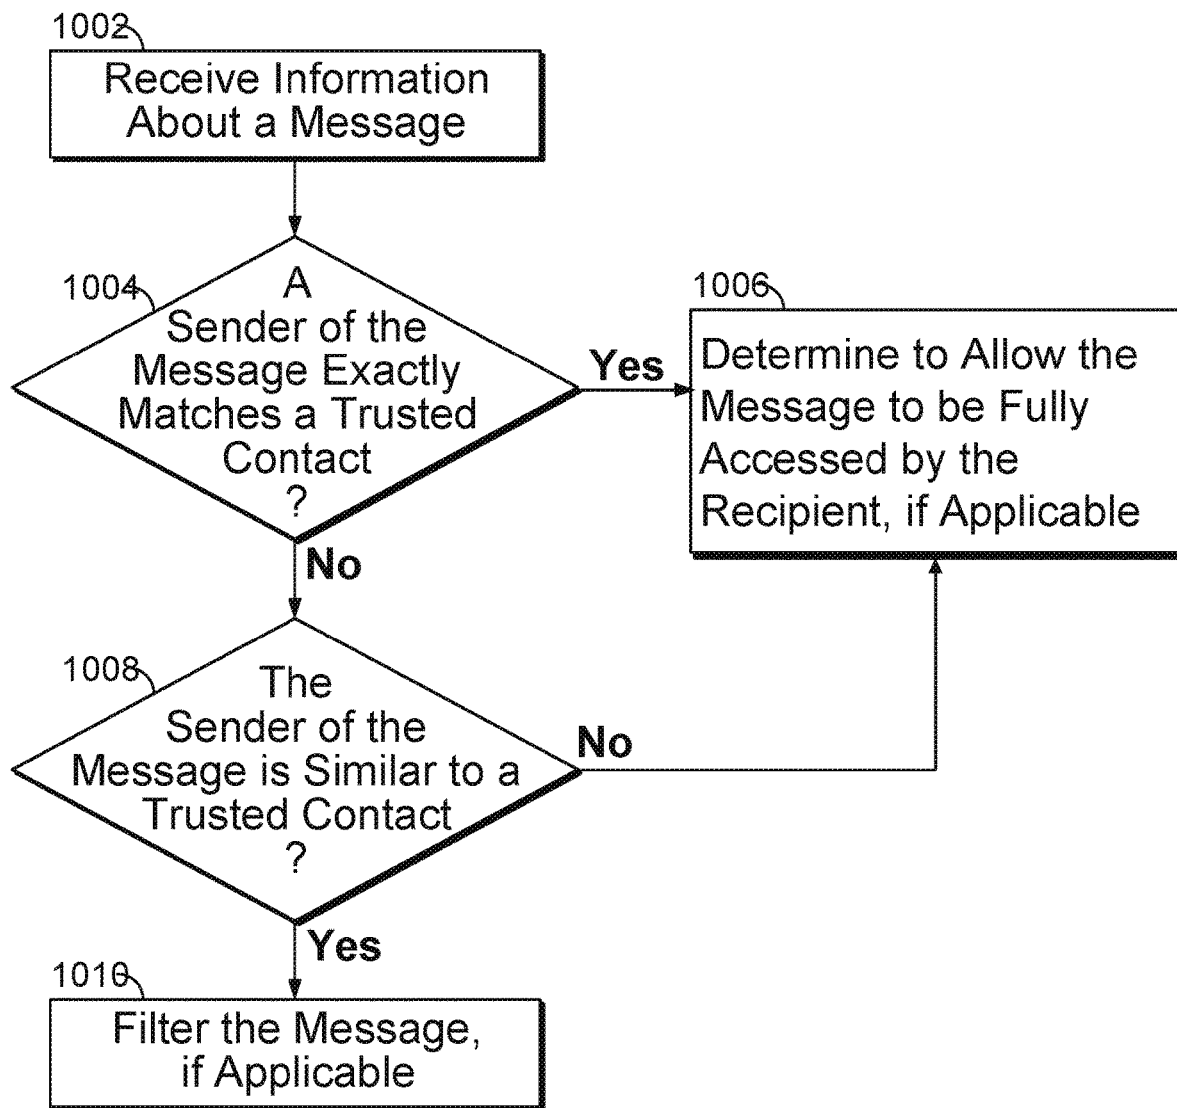 1002
Receive Information
About a Message
1004
A
Sender of the
Message Exactly
Matches a Trusted
Contact
?
Yes
1006
Determine to Allow the
Message to be Fully
Accessed by the
Recipient, if Applicable
No
1008
The
Sender of the
Message is Similar to a
Trusted Contact
?
No
Yes
1010
Filter the Message,
if Applicable